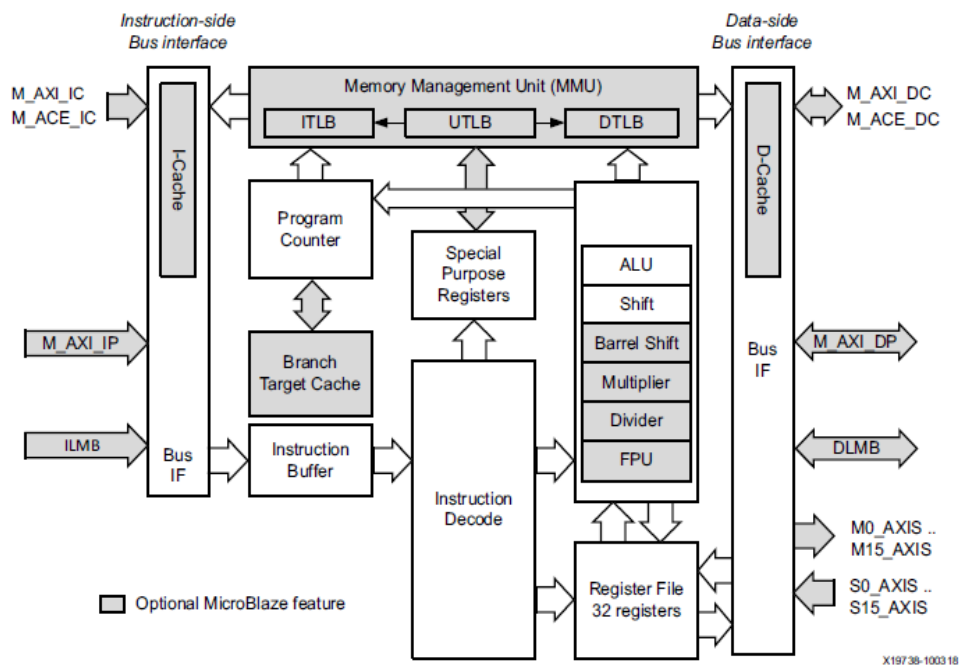 Instruction-side
Bus interface
Data-side
Bus interface
M_AXI_IC
M_ACE_IC
I-Cache
Memory Management Unit (MMU)
ITLB
UTLB
DTLB
D-Cache
M_AXI_DC
M_ACE_DC
Program
Counter
Special
Purpose
Registers
ALU
Shift
Barrel Shift
Multiplier
Divider
FPU
M_AXI_IP
Branch
Target Cache
Bus
IF
M_AXI_DP
ILMB
Bus
IF
Instruction
Buffer
Instruction
Decode
DLMB
M0_AXIS ..
M15_AXIS
Register File
32 registers
S0_AXIS ..
S15_AXIS
Optional MicroBlaze feature
X19738-100318